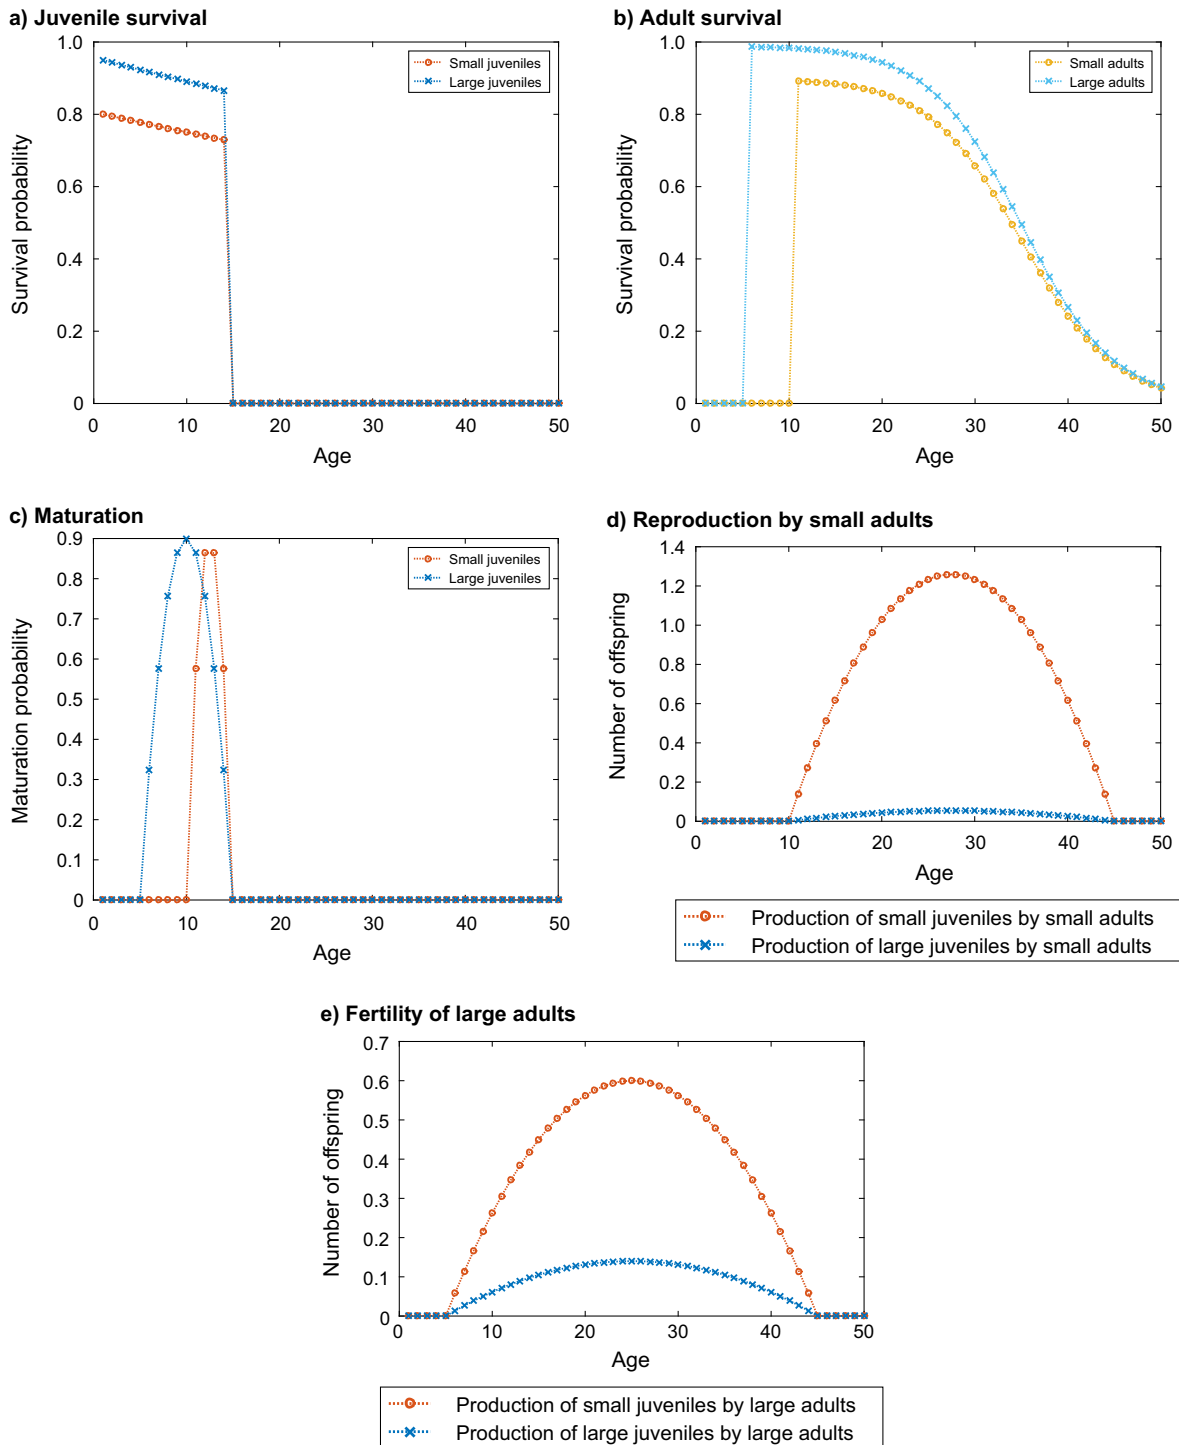 a) Juvenile survival
1.0
0.8
0.6
0.4
0.2
0
Survival probability
Small juveniles
Large juveniles
0 10 20 30 40 50
Age
b) Adult survival
1.0
0.8
0.6
0.4
0.2
0
Survival probability
Small adults
Large adults
0 10 20 30 40 50
Age
c) Maturation
0.9
0.8
0.7
0.6
0.5
0.4
0.3
0.2
0.1
0
Maturation probability
Small juveniles
Large juveniles
0 10 20 30 40 50
Age
d) Reproduction by small adults
1.4
1.2
1.0
0.8
0.6
0.4
0.2
0
Number of offspring
0 10 20 30 40 50
Age
Production of small juveniles by small adults
Production of large juveniles by small adults
e) Fertility of large adults
0.7
0.6
0.5
0.4
0.3
0.2
0.1
0
Number of offspring
0 10 20 30 40 50
Age
Production of small juveniles by large adults
Production of large juveniles by large adults